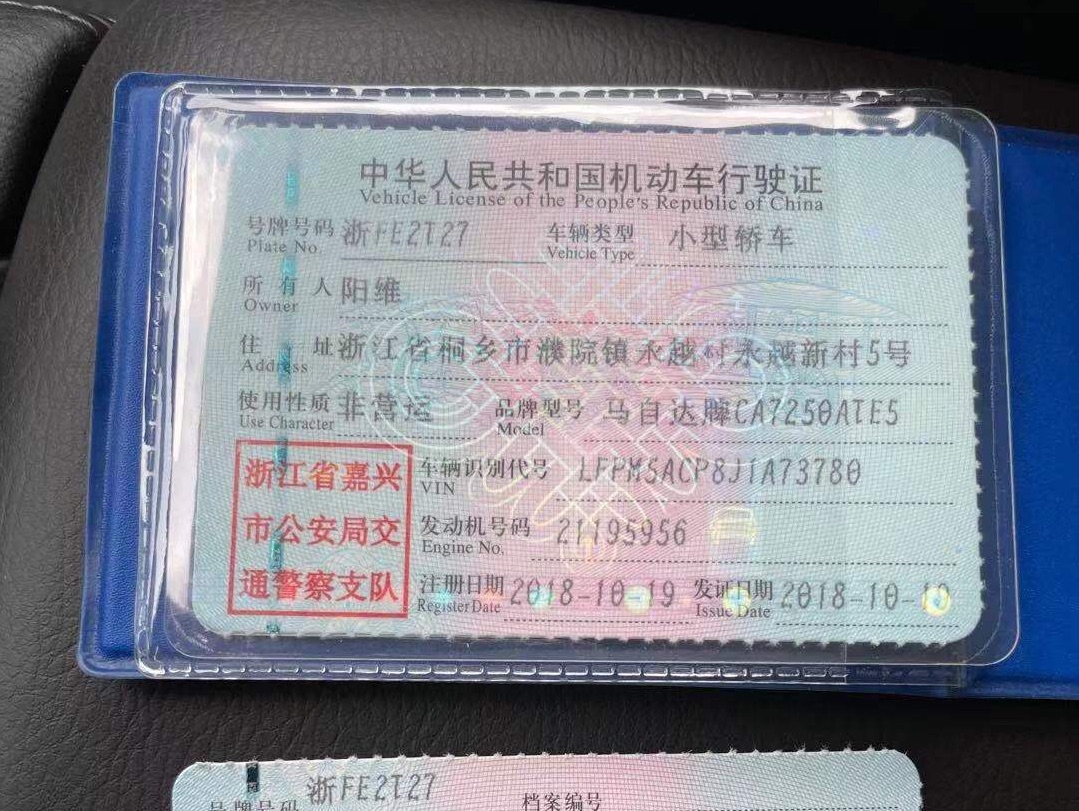 中华人民共和国机动车行驶证
Vehicle License of the People's Republic of China
号牌号码 浙FE2T27 车辆类型 小型轿车
Plate No. Vehicle Type
所有人 阳维
Owner
住址 浙江省桐乡市濮院镇永越村永越新村5号
Address
使用性质 非营运 品牌型号 马自达牌CA7250ATE5
Use Character Model
浙江省嘉兴
市公安局交
通警察支队
车辆识别代号 LFPM5ACP8J1A73780
VIN
发动机号码 21195956
Engine No.
注册日期 2018-10-19 发证日期 2018-10-19
Register Date Issue Date
号牌号码 浙FE2T27 档案编号